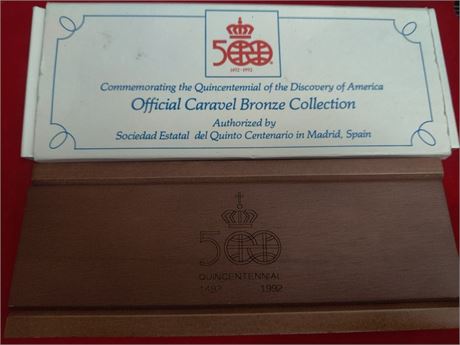 500
1492-1992
Commemorating the Quincentennial of the Discovery of America
Official Caravel Bronze Collection
Authorized by
Sociedad Estatal del Quinto Centenario in Madrid, Spain
500
QUINCENTENNIAL
1492 1992